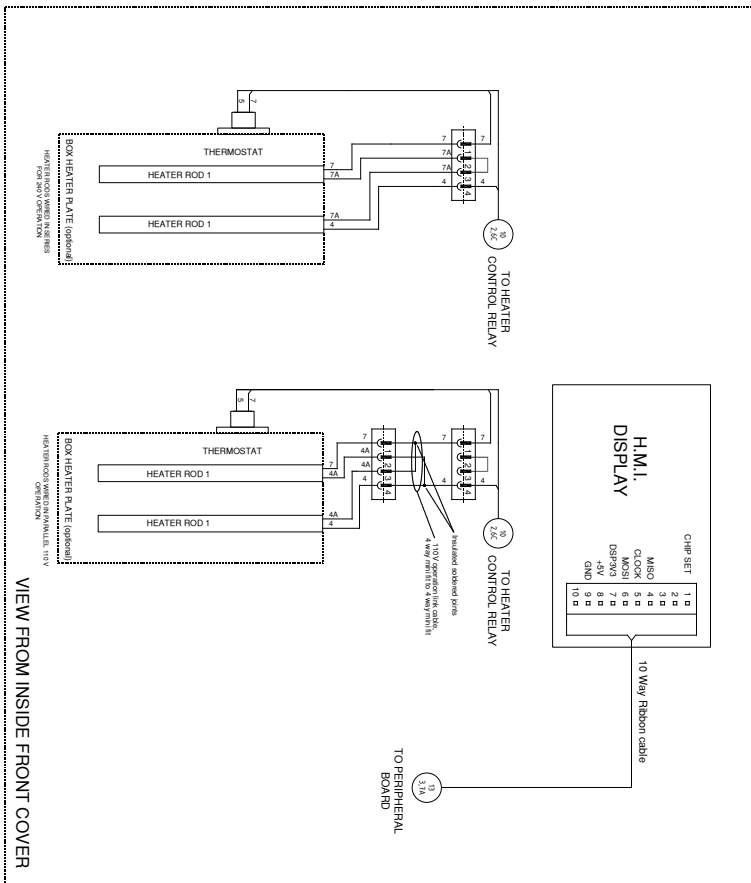 5
7
THERMOSTAT
BOX HEATER PLATE (optional)
HEATER RODS WIRED IN SERIES
FOR 240 V OPERATION
HEATER ROD 1
7
7A
HEATER ROD 1
7A
4
7
7A
7A
4
1
2
3
4
7
4
10
2,6C
TO HEATER
CONTROL RELAY
5
7
THERMOSTAT
BOX HEATER PLATE (optional)
HEATER RODS WIRED IN PARALLEL 110 V
OPERATION
HEATER ROD 1
7
4A
HEATER ROD 1
4A
4
7
4A
4A
4
1
2
3
4
7
4
1
2
3
4
7
4
Insulated soldered joints
110V operation link cable,
4 way mini fit to 4 way mini fit
10
2,6C
TO HEATER
CONTROL RELAY
H.M.I.
DISPLAY
CHIP SET 1
2
3
MISO 4
CLOCK 5
MOSI 6
DSP3V3 7
+5V 8
GND 9
10
10 Way Ribbon cable
13
3,7A
TO PERIPHERAL
BOARD
VIEW FROM INSIDE FRONT COVER